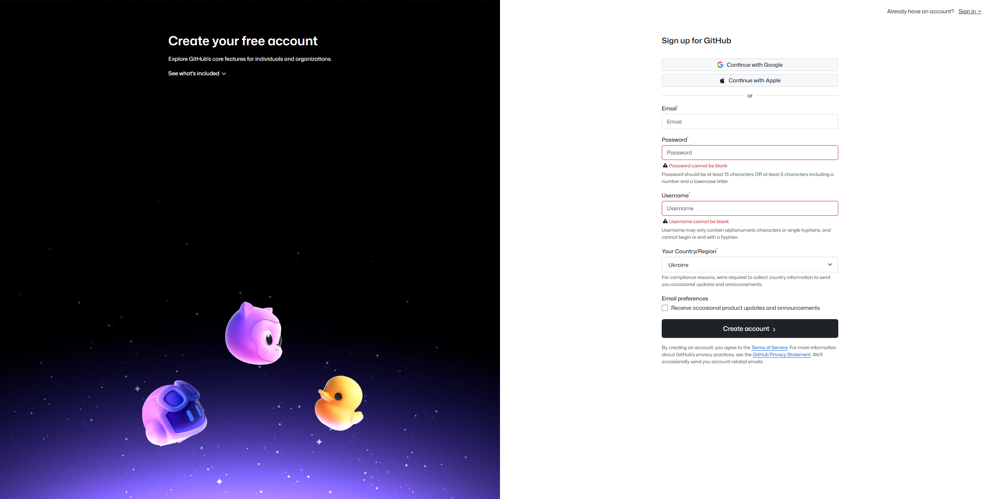 Already have an account? Sign in →
Create your free account
Explore GitHub's core features for individuals and organizations.
See what's included
Sign up for GitHub
Continue with Google
Continue with Apple
or
Email*
Email
Password*
Password
Password cannot be blank
Password should be at least 15 characters OR at least 8 characters including a
number and a lowercase letter.
Username*
Username
Username cannot be blank
Username may only contain alphanumeric characters or single hyphens, and
cannot begin or end with a hyphen.
Your Country/Region*
Ukraine
For compliance reasons, we're required to collect country information to send
you occasional updates and announcements.
Email preferences
Receive occasional product updates and announcements
Create account
By creating an account, you agree to the Terms of Service. For more information
about GitHub's privacy practices, see the GitHub Privacy Statement. We'll
occasionally send you account-related emails.